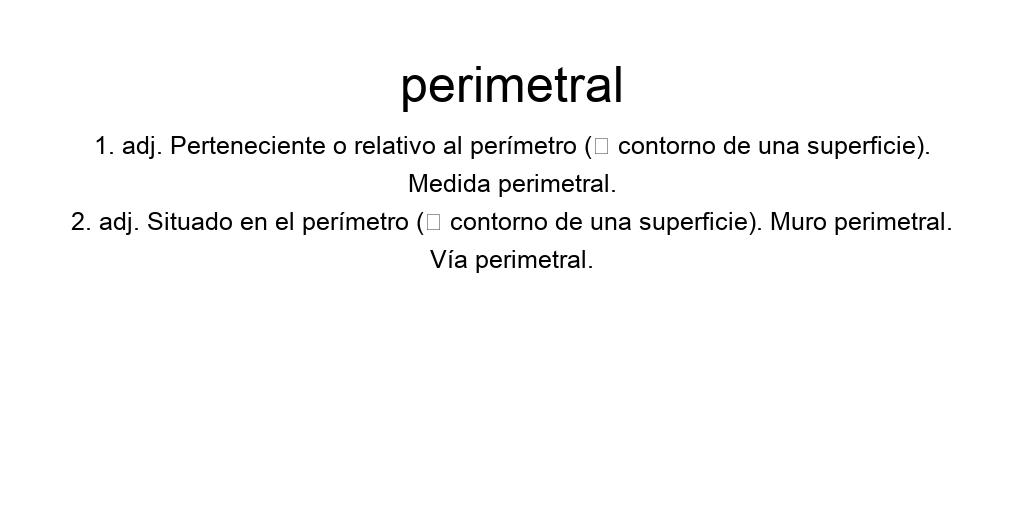 perimetral
1. adj. Perteneciente o relativo al perímetro (□ contorno de una superficie).
Medida perimetral.
2. adj. Situado en el perímetro (□ contorno de una superficie). Muro perimetral.
Vía perimetral.